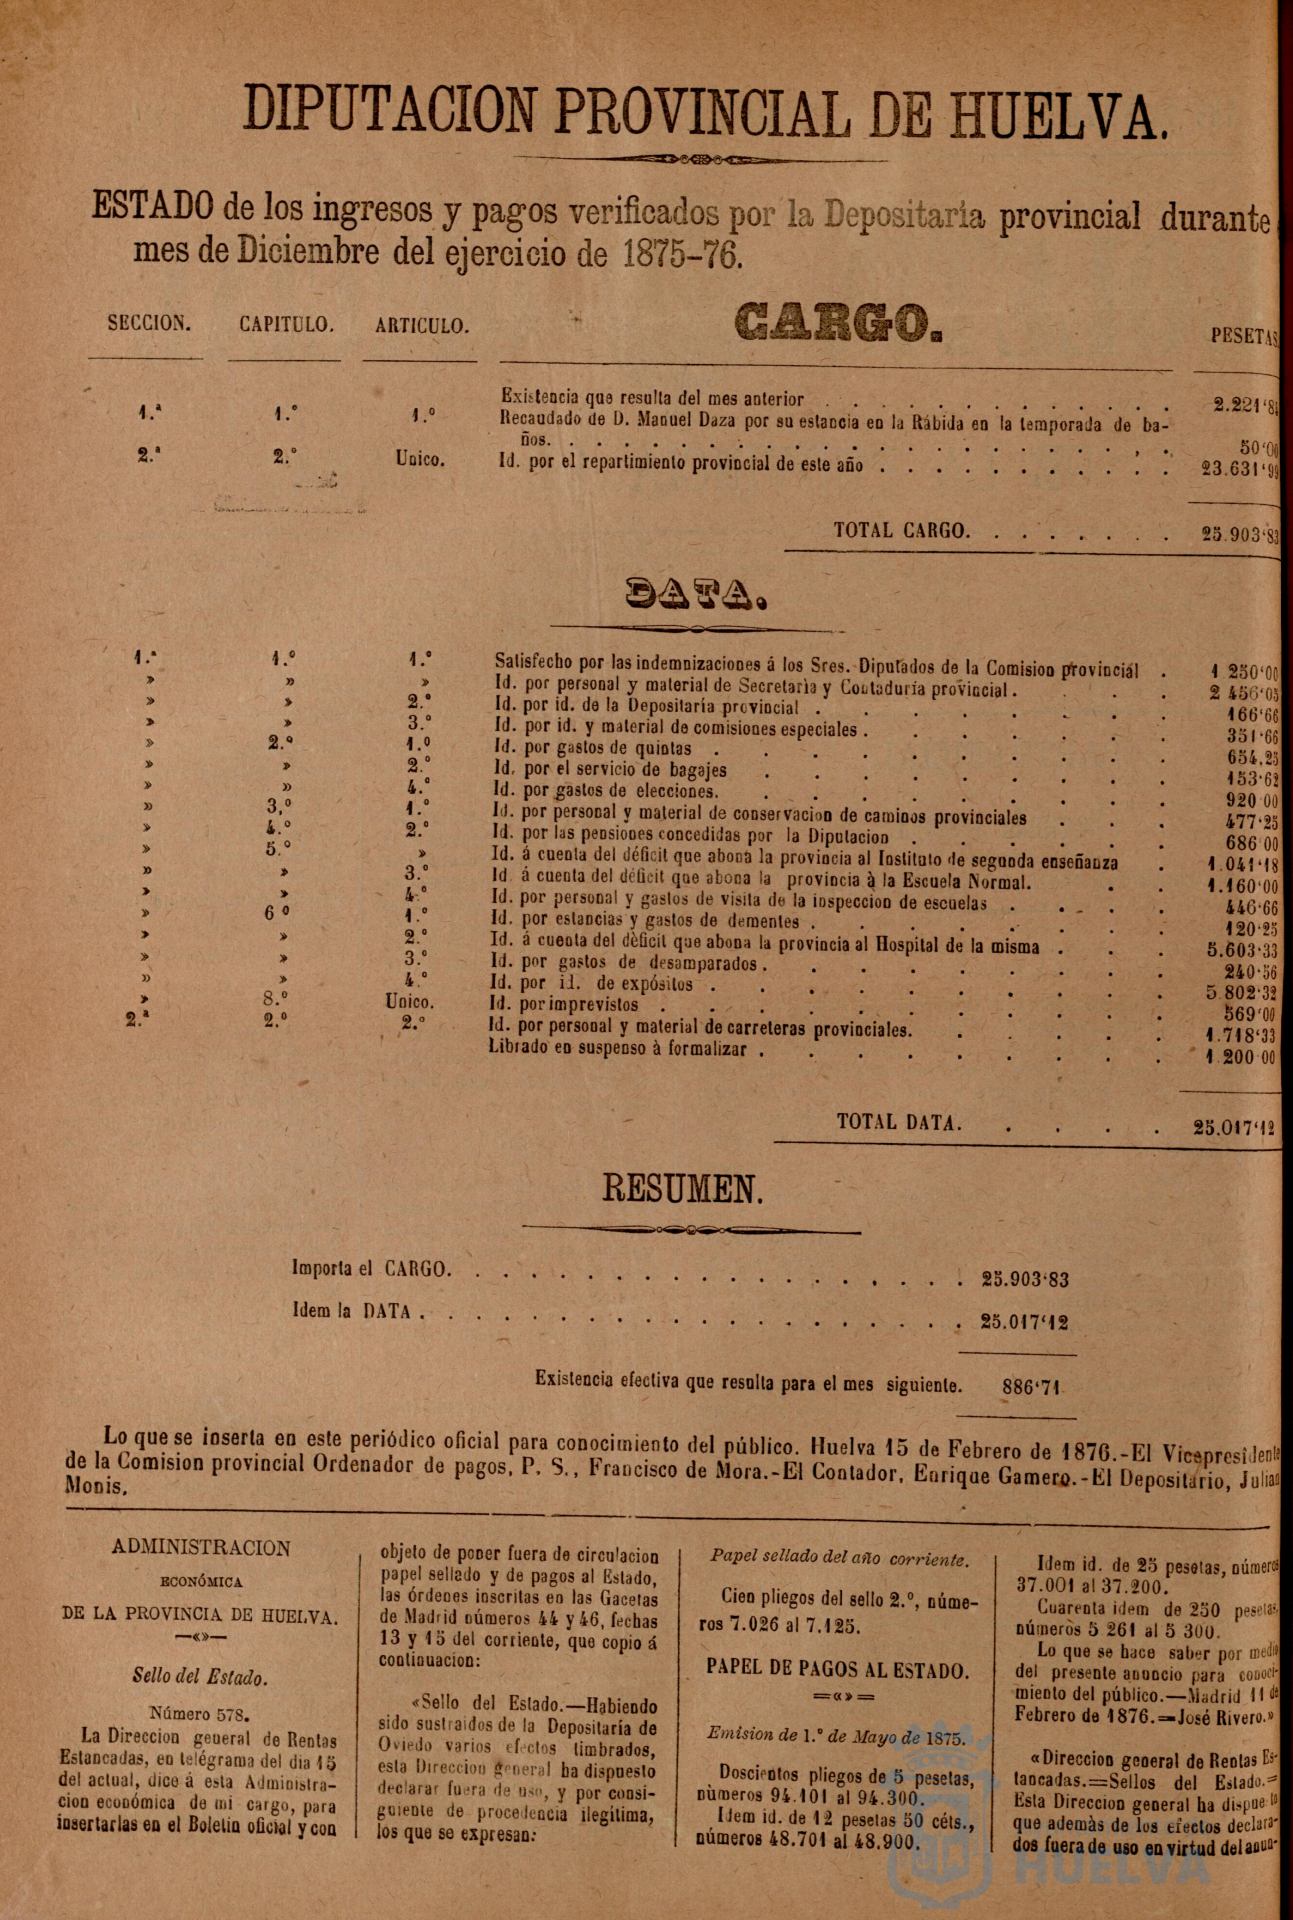 DIPUTACION PROVINCIAL DE HUELVA.
ESTADO de los ingresos y pagos verificados por la Depositaría provincial durante
mes de Diciembre del ejercicio de 1875-76.
SECCION. CAPITULO. ARTICULO. CARGO. PESETAS
Existencia que resulta del mes anterior . . . . . . . . . . . . 2.221‘84
1.ª 1.º 1.º Recaudado de D. Manuel Daza por su estancia en la Rábida en la temporada de ba-
ños. . . . . . . . . . . . . . . . . 50‘00
2.ª 2.º Unico. Id. por el repartimiento provincial de este año . . . . . . . . . . 23.631‘99
TOTAL CARGO. . . . . . . . 25.903‘83
DATA.
1.ª 1.º 1.º Satisfecho por las indemnizaciones á los Sres. Diputados de la Comision provincial . 1 250‘00
» » » Id. por personal y material de Secretaría y Contaduría provincial . . . . 2 456‘05
» » 2.º Id. por id. de la Depositaría provincial . . . . . . . . 166‘66
» » 3.º Id. por id. y material de comisiones especiales . . . . . . . 351‘66
» 2.º 1.º Id. por gastos de quintas . . . . . . . . . . 654,25
» » 2.º Id. por el servicio de bagajes . . . . . . . . . 153‘62
» » 4.º Id. por gastos de elecciones. . . . . . . . . . 920 00
» 3,º 1.º Id. por personal y material de conservacion de caminos provinciales . . . 477‘25
» 4.º 2.º Id. por las pensiones concedidas por la Diputacion . . . . . . 686 00
» 5.º » Id. á cuenta del déficit que abona la provincia al Instituto de segunda enseñanza . 1.041‘18
» » 3.º Id á cuenta del déficit que abona la provincia à la Escuela Normal. . . 1.160‘00
» » 4.º Id. por personal y gastos de visita de la inspeccion de escuelas . . . . 446‘66
» 6º 1.º Id. por estancias y gastos de dementes . . . . . . . . 120‘25
» » 2.º Id. á cuenta del dèficit que abona la provincia al Hospital de la misma . . . 5.603‘33
» » 3.º Id. por gastos de desamparados . . . . . . . . . 240‘56
» » 4.º Id. por id. de expósitos . . . . . . . . . . 5.802‘32
» 8.º Unico. Id. por imprevistos . . . . . . . . . . . 569‘00
2.ª 2.º 2.º Id. por personal y material de carreteras provinciales. . . . . . 1.718‘33
Librado en suspenso à formalizar . . . . . . . . . 1.200 00
TOTAL DATA. . . . . 25.017‘12
RESUMEN.
Importa el CARGO. . . . . . . . . . . . . . . . . . . 25.903‘83
Idem la DATA . . . . . . . . . . . . . . . . . . . . 25.017‘12
Existencia efectiva que resulta para el mes siguiente. 886‘71
Lo que se inserta en este periódico oficial para conocimiento del público. Huelva 15 de Febrero de 1876.-El Vicepresidente
de la Comision provincial Ordenador de pagos, P. S., Francisco de Mora.-El Contador, Enrique Gamero.-El Depositario, Julian
Monis.
ADMINISTRACION
ECONÓMICA
DE LA PROVINCIA DE HUELVA.
—«»—
Sello del Estado.
Número 578.
La Direccion general de Rentas
Estancadas, en telégrama del dia 15
del actual, dice á esta Administra-
cion económica de mi cargo, para
insertarlas en el Boletin oficial y con
objeto de poner fuera de circulacion
papel sellado y de pagos al Estado,
las órdenes inscritas en las Gacetas
de Madrid números 44 y 46, fechas
13 y 15 del corriente, que copio á
continuacion:
«Sello del Estado.—Habiendo
sido sustraidos de la Depositaría de
Oviedo varios efectos timbrados,
esta Direccion general ha dispuesto
declarar fuera de uso, y por consi-
guiente de procedencia ilegítima,
los que se expresan:
Papel sellado del año corriente.
Cien pliegos del sello 2.º, núme-
ros 7.026 al 7.125.
PAPEL DE PAGOS AL ESTADO.
=«»=
Emision de 1.º de Mayo de 1875.
Doscientos pliegos de 5 pesetas,
nùmeros 94.101 al 94.300.
Idem id. de 12 pesetas 50 céts.,
números 48.701 al 48.900.
Idem id. de 25 pesetas, números
37.001 al 37.200.
Cuarenta idem de 250 pesetas,
nùmeros 5 261 al 5 300.
Lo que se hace saber por medio
del presente anuncio para conoci-
miento del público.—Madrid 11 de
Febrero de 1876.=José Rivero.»
«Direccion general de Rentas Es-
tancadas.=Sellos del Estado.=
Esta Direccion general ha dispuesto
que además de los efectos declara-
dos fuera de uso en virtud del anun-
HUELVA